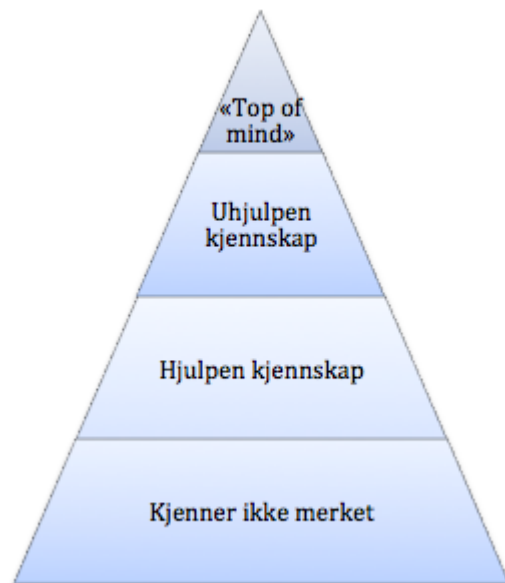 «Top of
mind»
Uhjulpen
kjennskap
Hjulpen kjennskap
Kjenner ikke merket